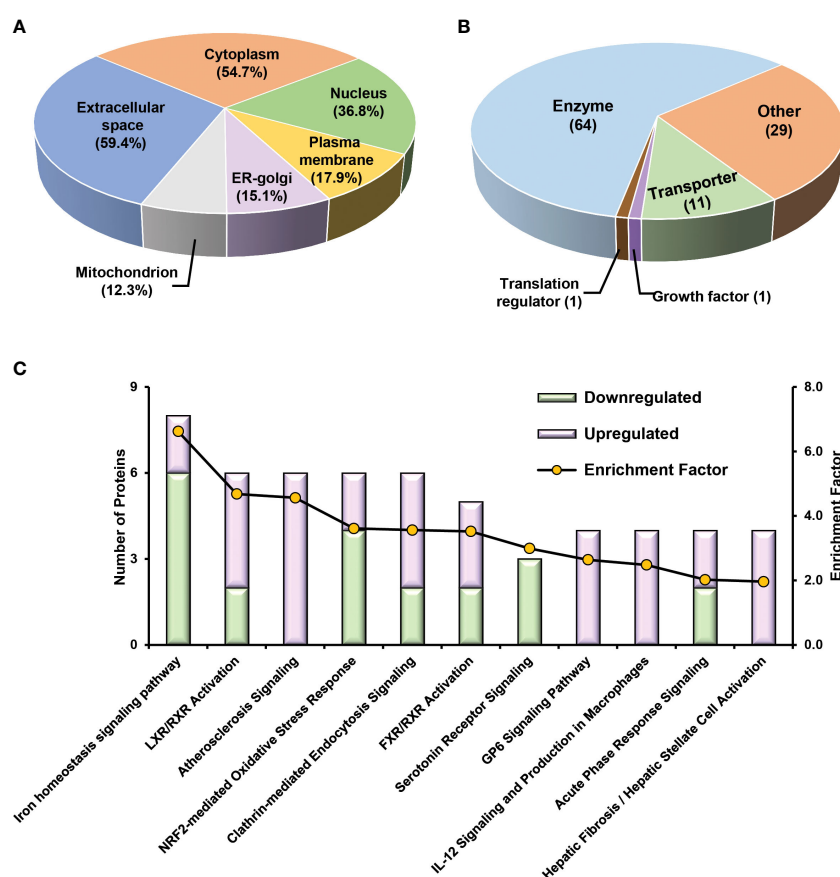 A
Cytoplasm
(54.7%)
Nucleus
(36.8%)
Extracellular
space
(59.4%)
Plasma
membrane
(17.9%)
ER-golgi
(15.1%)
Mitochondrion
(12.3%)
B
Enzyme
(64)
Other
(29)
Transporter
(11)
Translation
regulator (1)
Growth factor (1)
C
Number of Proteins
9
6
3
0
Downregulated
Upregulated
Enrichment Factor
8.0
6.0
4.0
2.0
0.0
Enrichment Factor
Iron homeostasis signaling pathway
LXR/RXR Activation
Atherosclerosis Signaling
NRF2-mediated Oxidative Stress Response
Clathrin-mediated Endocytosis Signaling
FXR/RXR Activation
Serotonin Receptor Signaling
GP6 Signaling Pathway
IL-12 Signaling and Production in Macrophages
Acute Phase Response Signaling
Hepatic Fibrosis / Hepatic Stellate Cell Activation